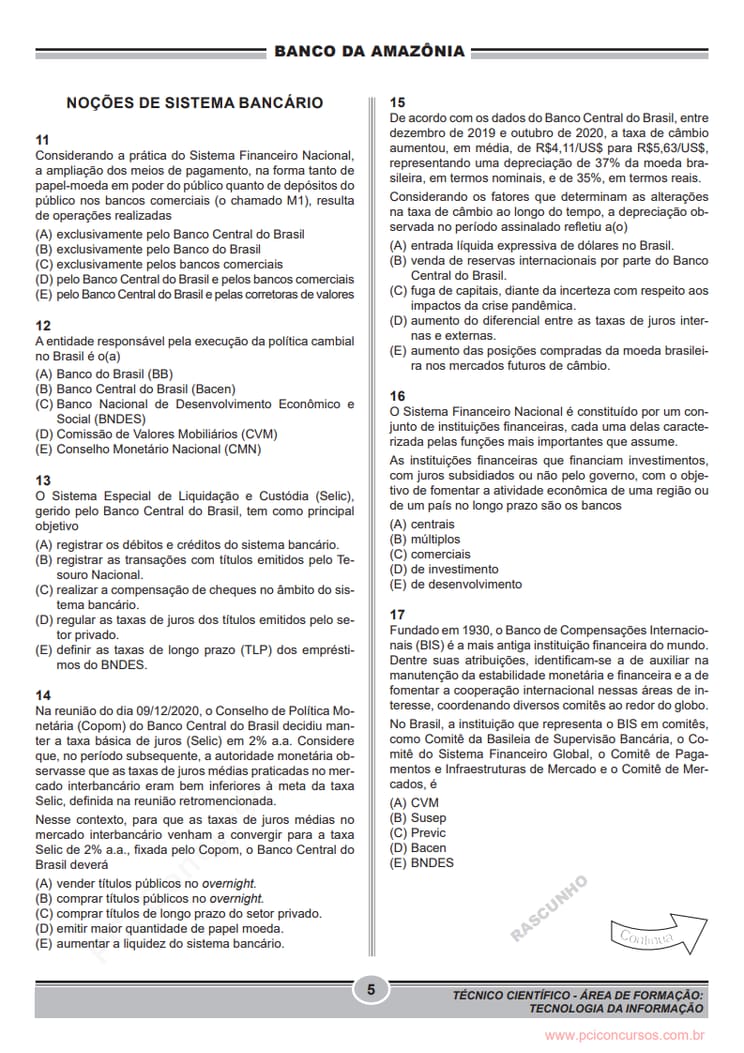 BANCO DA AMAZÔNIA
NOÇÕES DE SISTEMA BANCÁRIO
11
Considerando a prática do Sistema Financeiro Nacional,
a ampliação dos meios de pagamento, na forma tanto de
papel-moeda em poder do público quanto de depósitos do
público nos bancos comerciais (o chamado M1), resulta
de operações realizadas
(A) exclusivamente pelo Banco Central do Brasil
(B) exclusivamente pelo Banco do Brasil
(C) exclusivamente pelos bancos comerciais
(D) pelo Banco Central do Brasil e pelos bancos comerciais
(E) pelo Banco Central do Brasil e pelas corretoras de valores
12
A entidade responsável pela execução da política cambial
no Brasil é o(a)
(A) Banco do Brasil (BB)
(B) Banco Central do Brasil (Bacen)
(C) Banco Nacional de Desenvolvimento Econômico e
Social (BNDES)
(D) Comissão de Valores Mobiliários (CVM)
(E) Conselho Monetário Nacional (CMN)
13
O Sistema Especial de Liquidação e Custódia (Selic),
gerido pelo Banco Central do Brasil, tem como principal
objetivo
(A) registrar os débitos e créditos do sistema bancário.
(B) registrar as transações com títulos emitidos pelo Te-
souro Nacional.
(C) realizar a compensação de cheques no âmbito do sis-
tema bancário.
(D) regular as taxas de juros dos títulos emitidos pelo se-
tor privado.
(E) definir as taxas de longo prazo (TLP) dos emprésti-
mos do BNDES.
14
Na reunião do dia 09/12/2020, o Conselho de Política Mo-
netária (Copom) do Banco Central do Brasil decidiu man-
ter a taxa básica de juros (Selic) em 2% a.a. Considere
que, no período subsequente, a autoridade monetária ob-
servasse que as taxas de juros médias praticadas no mer-
cado interbancário eram bem inferiores à meta da taxa
Selic, definida na reunião retromencionada.
Nesse contexto, para que as taxas de juros médias no
mercado interbancário venham a convergir para a taxa
Selic de 2% a.a., fixada pelo Copom, o Banco Central do
Brasil deverá
(A) vender títulos públicos no overnight.
(B) comprar títulos públicos no overnight.
(C) comprar títulos de longo prazo do setor privado.
(D) emitir maior quantidade de papel moeda.
(E) aumentar a liquidez do sistema bancário.
15
De acordo com os dados do Banco Central do Brasil, entre
dezembro de 2019 e outubro de 2020, a taxa de câmbio
aumentou, em média, de R$4,11/US$ para R$5,63/US$,
representando uma depreciação de 37% da moeda bra-
sileira, em termos nominais, e de 35%, em termos reais.
Considerando os fatores que determinam as alterações
na taxa de câmbio ao longo do tempo, a depreciação ob-
servada no período assinalado refletiu a(o)
(A) entrada líquida expressiva de dólares no Brasil.
(B) venda de reservas internacionais por parte do Banco
Central do Brasil.
(C) fuga de capitais, diante da incerteza com respeito aos
impactos da crise pandêmica.
(D) aumento do diferencial entre as taxas de juros inter-
nas e externas.
(E) aumento das posições compradas da moeda brasilei-
ra nos mercados futuros de câmbio.
16
O Sistema Financeiro Nacional é constituído por um con-
junto de instituições financeiras, cada uma delas caracte-
rizada pelas funções mais importantes que assume.
As instituições financeiras que financiam investimentos,
com juros subsidiados ou não pelo governo, com o obje-
tivo de fomentar a atividade econômica de uma região ou
de um país no longo prazo são os bancos
(A) centrais
(B) múltiplos
(C) comerciais
(D) de investimento
(E) de desenvolvimento
17
Fundado em 1930, o Banco de Compensações Internacio-
nais (BIS) é a mais antiga instituição financeira do mundo.
Dentre suas atribuições, identificam-se a de auxiliar na
manutenção da estabilidade monetária e financeira e a de
fomentar a cooperação internacional nessas áreas de in-
teresse, coordenando diversos comitês ao redor do globo.
No Brasil, a instituição que representa o BIS em comitês,
como Comitê da Basileia de Supervisão Bancária, o Co-
mitê do Sistema Financeiro Global, o Comitê de Paga-
mentos e Infraestruturas de Mercado e o Comitê de Mer-
cados, é
(A) CVM
(B) Susep
(C) Previc
(D) Bacen
(E) BNDES
RASCUNHO
Continua
5
TÉCNICO CIENTÍFICO - ÁREA DE FORMAÇÃO:
TECNOLOGIA DA INFORMAÇÃO
www.pciconcursos.com.br